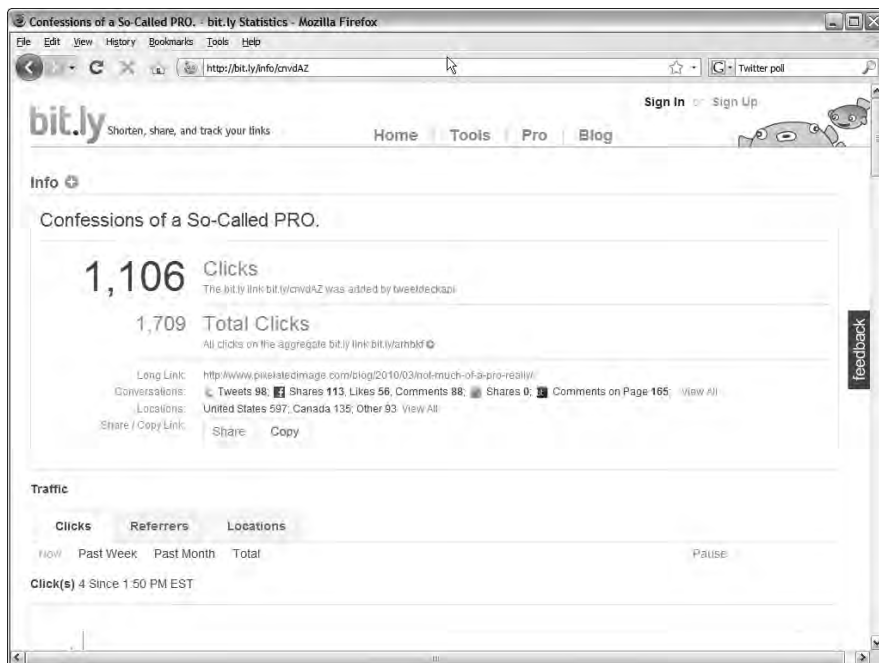 Confessions of a So-Called PRO. - bit.ly Statistics - Mozilla Firefox
File Edit View History Bookmarks Tools Help
http://bit.ly/info/cnvdAZ
G Twitter poll
Sign In or Sign Up
bit.ly Shorten, share, and track your links
Home Tools Pro Blog
Info
Confessions of a So-Called PRO.
1,106 Clicks
The bit.ly link bit.ly/cnvdAZ was added by tweetdeckapi
1,709 Total Clicks
All clicks on the aggregate bit.ly link
feedback
Long Link: http://www.pixelatedimage.com/blog/2010/03/not-much-of-a-pro-really/
Conversations: Tweets 98; Shares 113, Likes 56, Comments 88; Shares 0; Comments on Page 165; View All
Locations: United States 597; Canada 135; Other 93 View All
Share / Copy Link: Share Copy
Traffic
Clicks Referrers Locations
Now Past Week Past Month Total Pause
Click(s) 4 Since 1:50 PM EST